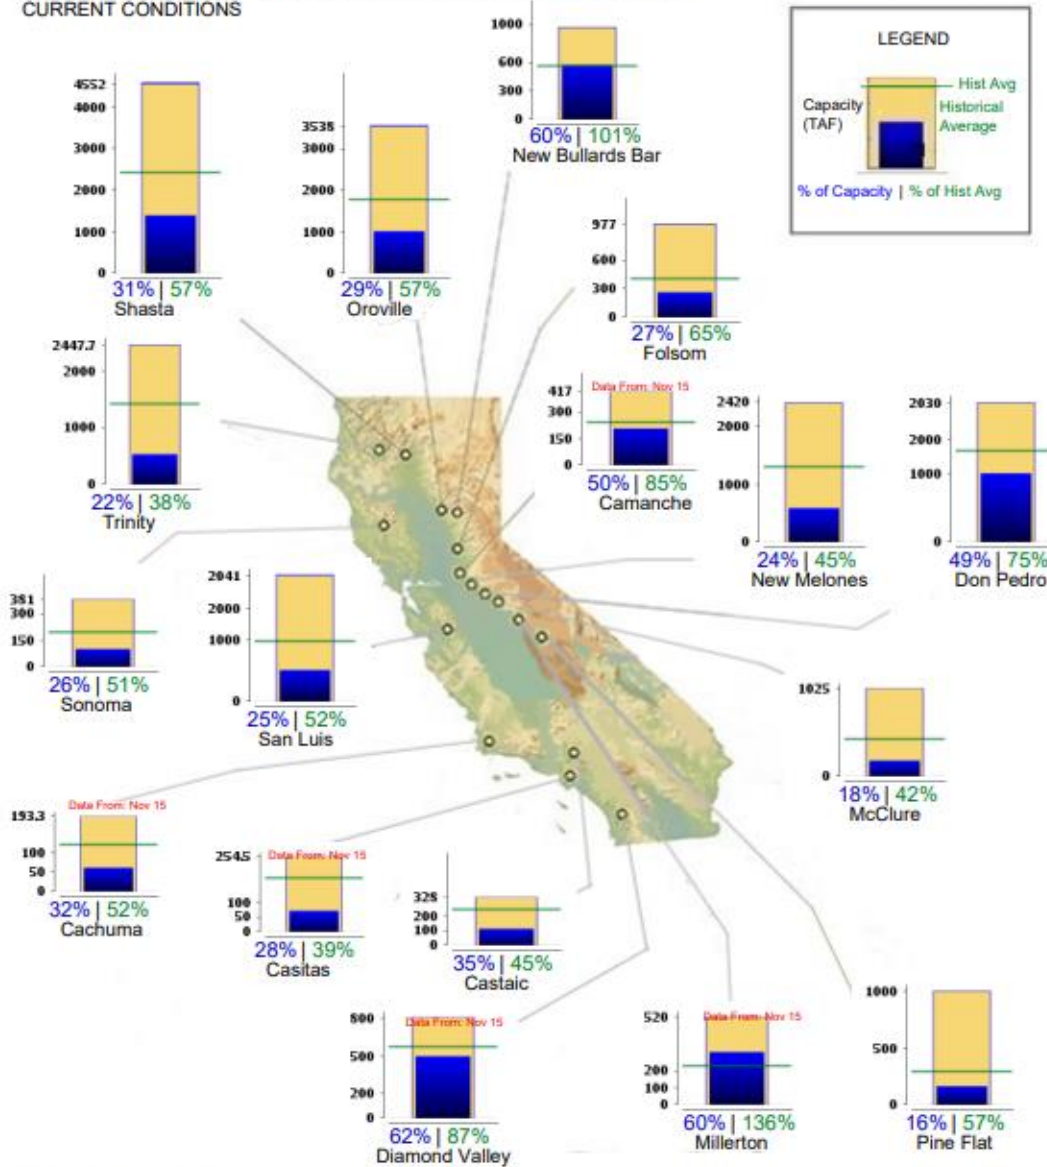 CURRENT CONDITIONS
1000
600
300
0
60% | 101%
New Bullards Bar
LEGEND
Hist Avg
Capacity
(TAF)
Historical
Average
% of Capacity | % of Hist Avg
4552
4000
3000
2000
1000
0
31% | 57%
Shasta
3538
3000
2000
1000
0
29% | 57%
Oroville
977
600
300
0
27% | 65%
Folsom
2447.7
2000
1000
0
22% | 38%
Trinity
Data From: Nov 15
417
300
150
0
50% | 85%
Camanche
2420
2000
1000
0
24% | 45%
New Melones
2030
2000
1000
0
49% | 75%
Don Pedro
381
300
150
0
26% | 51%
Sonoma
2041
2000
1000
0
25% | 52%
San Luis
1025
0
18% | 42%
McClure
Data From: Nov 15
193.3
100
50
0
32% | 52%
Cachuma
Data From: Nov 15
254.5
100
50
0
28% | 39%
Casitas
328
200
100
0
35% | 45%
Castaic
Data From: Nov 15
800
500
200
0
62% | 87%
Diamond Valley
Data From: Nov 15
520
200
100
0
60% | 136%
Millerton
1000
500
0
16% | 57%
Pine Flat